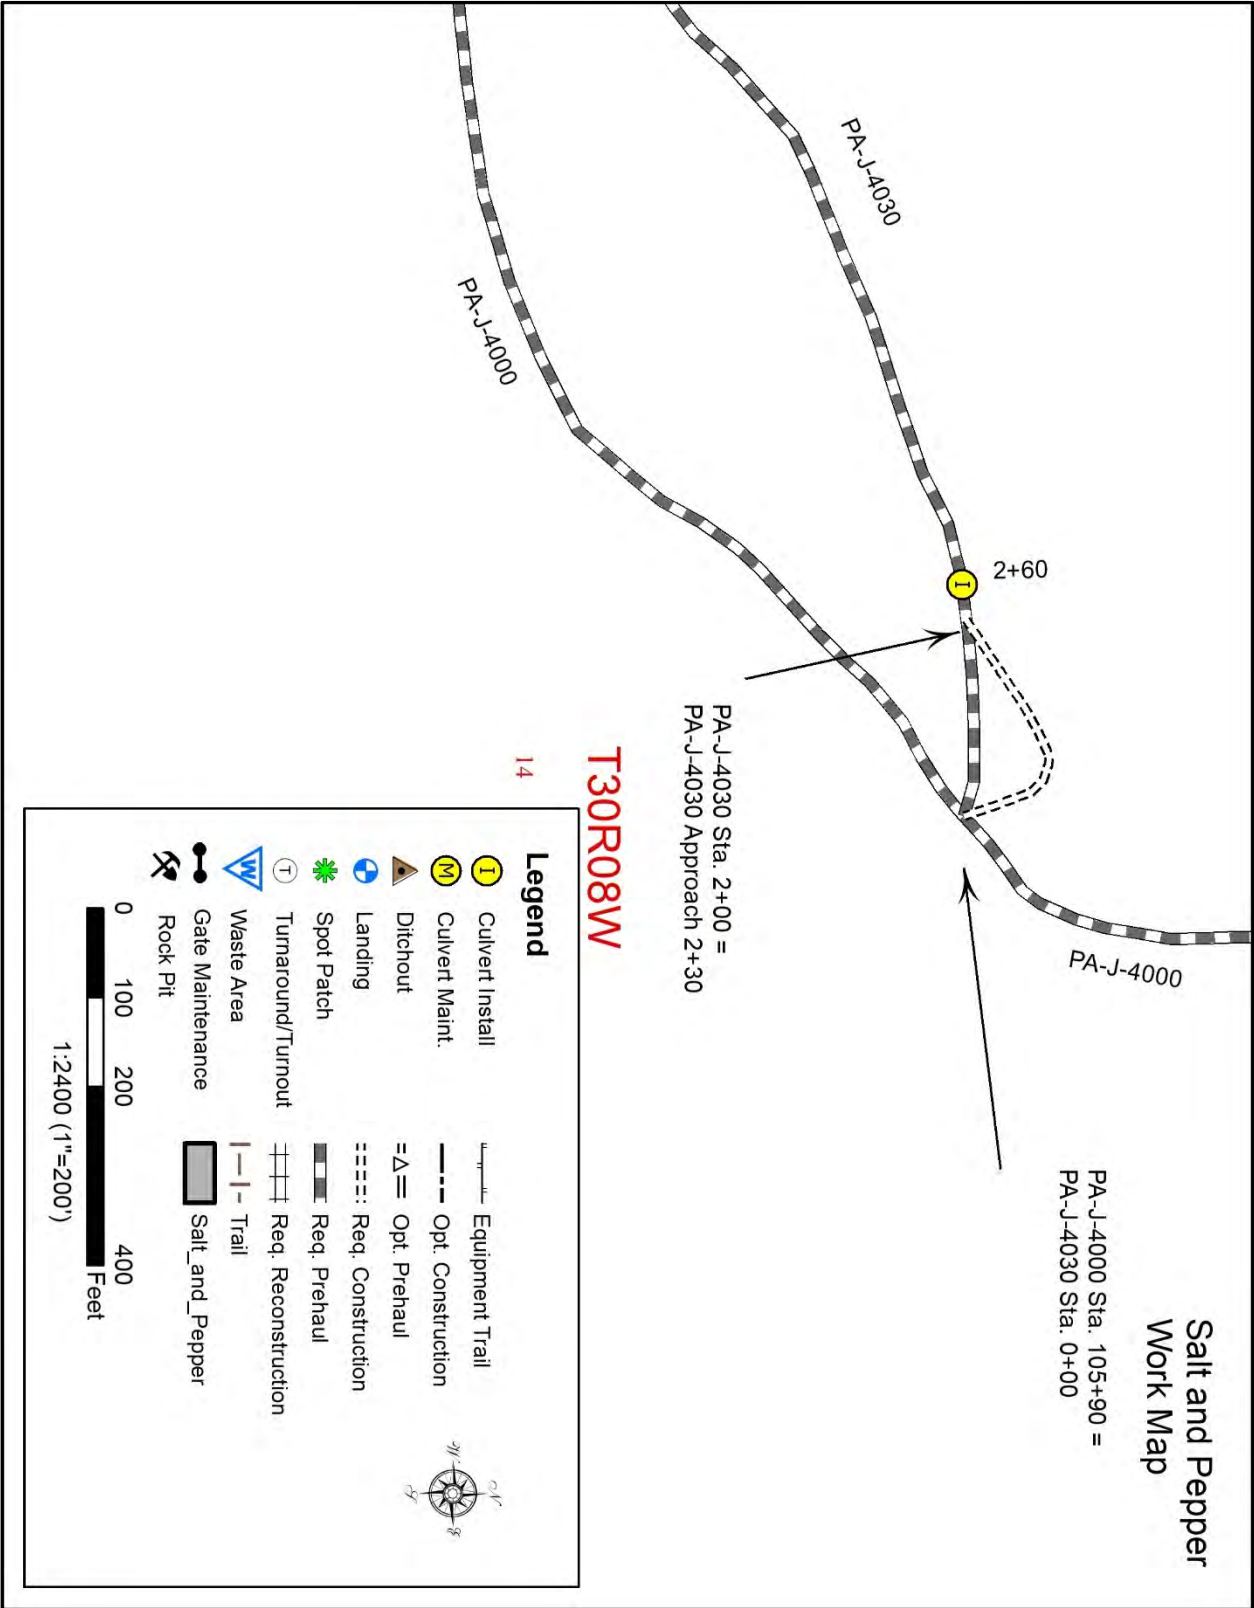 Salt and Pepper
Work Map
PA-J-4030
PA-J-4000
2+60
PA-J-4000
PA-J-4000 Sta. 105+90 =
PA-J-4030 Sta. 0+00
PA-J-4030 Sta. 2+00 =
PA-J-4030 Approach 2+30
T30R08W
14
Legend
I Culvert Install
M Culvert Maint.
Ditchout
Landing
Spot Patch
T Turnaround/Turnout
W Waste Area
Gate Maintenance
Rock Pit
Equipment Trail
Opt. Construction
Opt. Prehaul
Req. Construction
Req. Prehaul
Req. Reconstruction
Trail
Salt_and_Pepper
N
W
E
S
0 100 200 400
Feet
1:2400 (1"=200')
I